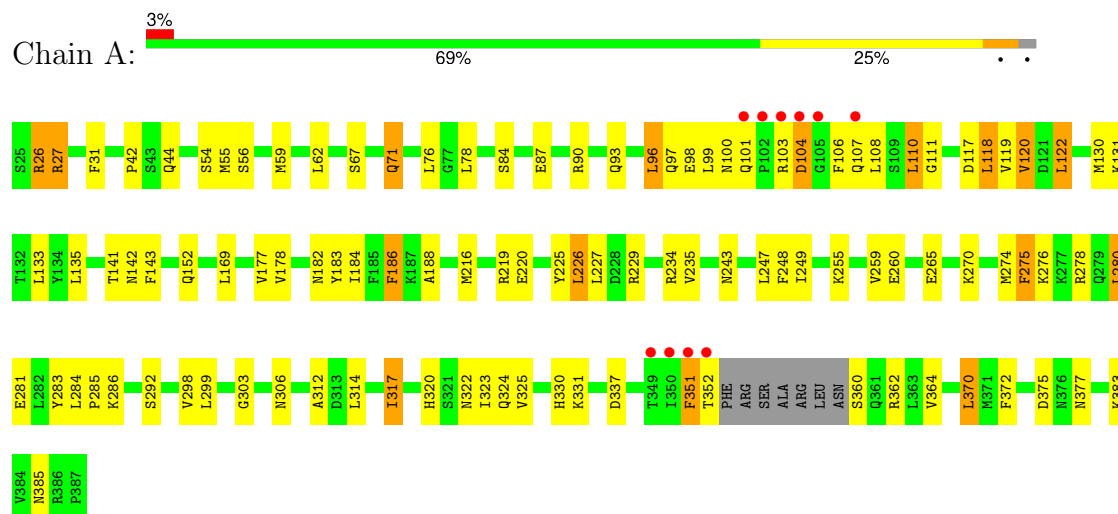 3%
Chain A:
69% 25% • •
S25 R26 R27 F31 P42 S43 Q44 S54 M55 S56 M59 L62 S67 Q71 L76 G77 L78 S84 E87 R90 Q93 L96 Q97 E98 L99 N100 Q101 P102 R103 D104 G105 F106 Q107 L108 S109 L110 G111 D117 L118 V119 V120 D121 L122 M130 K131
T132 L133 Y134 L135 T141 N142 F143 Q152 L169 V177 V178 N182 Y183 I184 F185 F186 K187 A188 M216 R219 E220 Y225 L226 L227 D228 R229 R234 V235 N243 L247 F248 I249 K255 V259 E260 E265 K270 M274 F275 K276 K277 R278 Q279 L280
E281 L282 Y283 L284 P285 K286 S292 V298 L299 G303 N306 A312 D313 L314 I317 H320 S321 N322 I323 Q324 V325 H330 K331 D337 T349 I350 F351 T352 PHE ARG SER ALA ARG LEU ASN S360 Q361 R362 L363 V364 L370 M371 F372 D375 N376 N377 K383
V384 N385 R386 P387